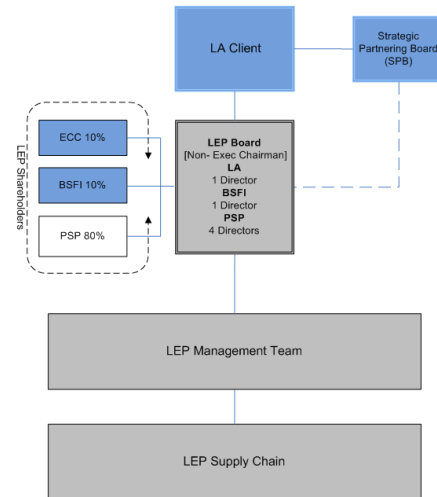 LA Client
Strategic
Partnering Board
(SPB)
LEP Shareholders
ECC 10%
BSFI 10%
PSP 80%
LEP Board
[Non- Exec Chairman]
LA
1 Director
BSFI
1 Director
PSP
4 Directors
LEP Management Team
LEP Supply Chain